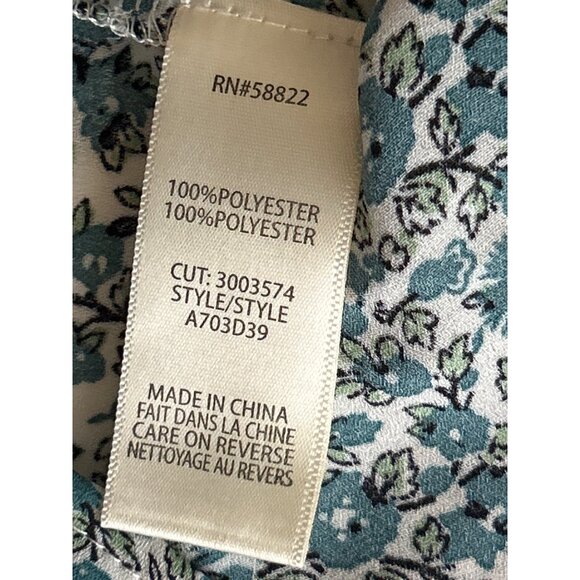 RN#58822
100%POLYESTER
100%POLYESTER
CUT: 3003574
STYLE/STYLE
A703D39
MADE IN CHINA
FAIT DANS LA CHINE
CARE ON REVERSE
NETTOYAGE AU REVERS